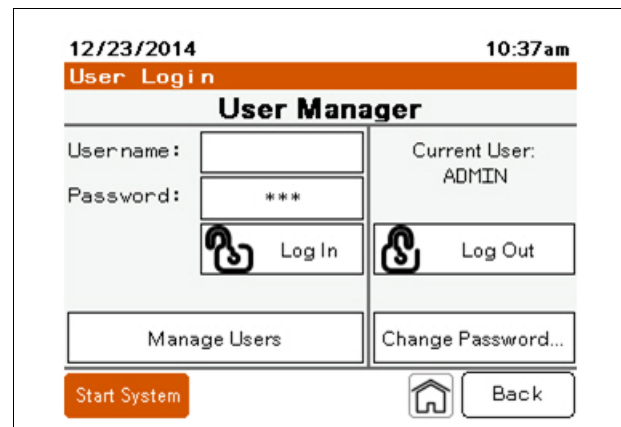 12/23/2014 10:37am
User Login
User Manager
Username:
Current User:
ADMIN
Password: ***
Log In
Log Out
Manage Users
Change Password...
Start System
Back